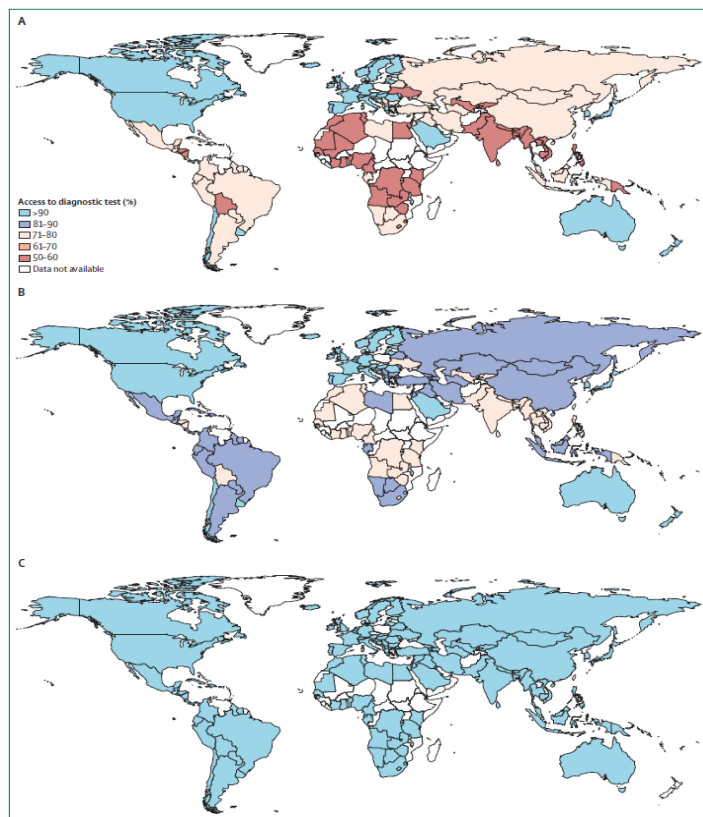 A
Access to diagnostic test (%)
>90
81–90
71–80
61–70
50–60
Data not available
B
C